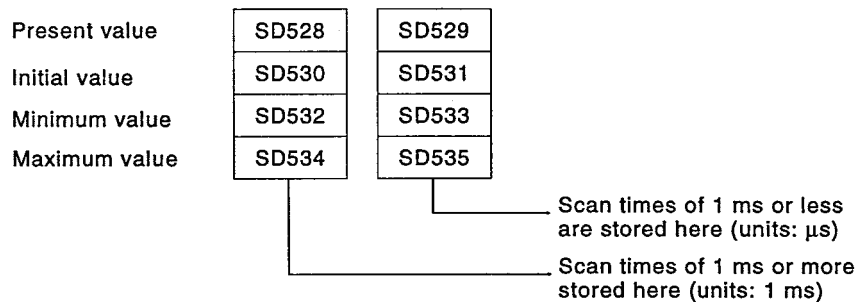 Present value SD528 SD529
Initial value SD530 SD531
Minimum value SD532 SD533
Maximum value SD534 SD535
Scan times of 1 ms or less
are stored here (units: μs)
Scan times of 1 ms or more
stored here (units: 1 ms)